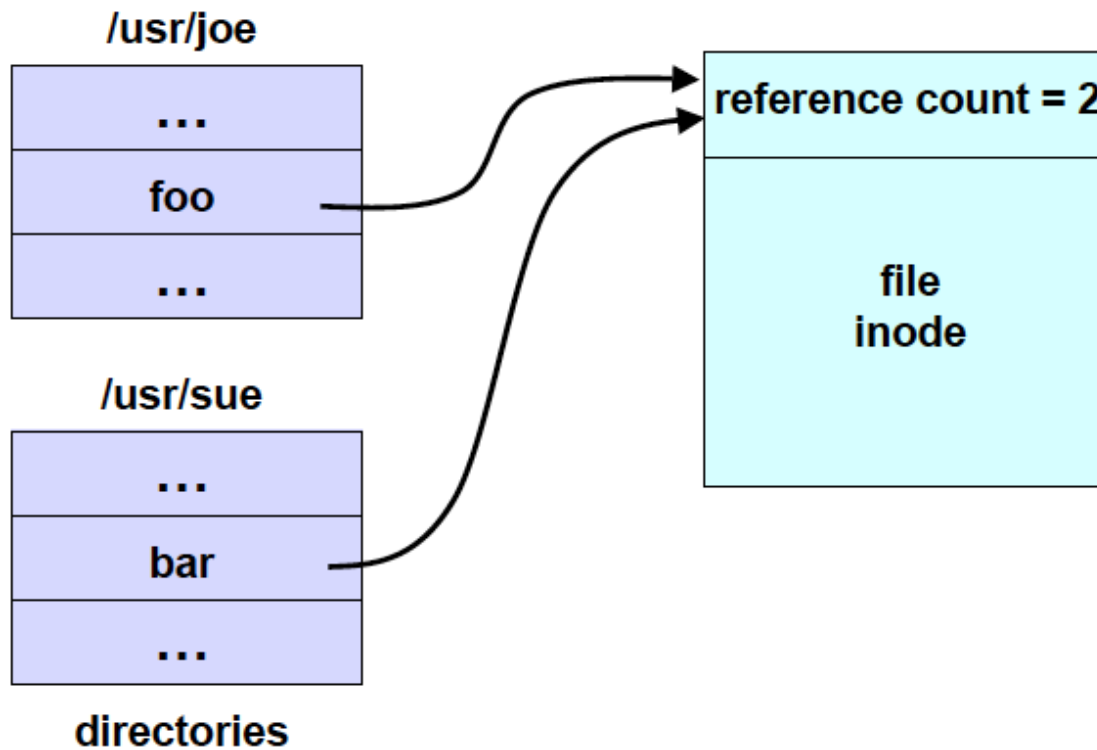 /usr/joe
...
foo
...
reference count = 2
file
inode
/usr/sue
...
bar
...
directories